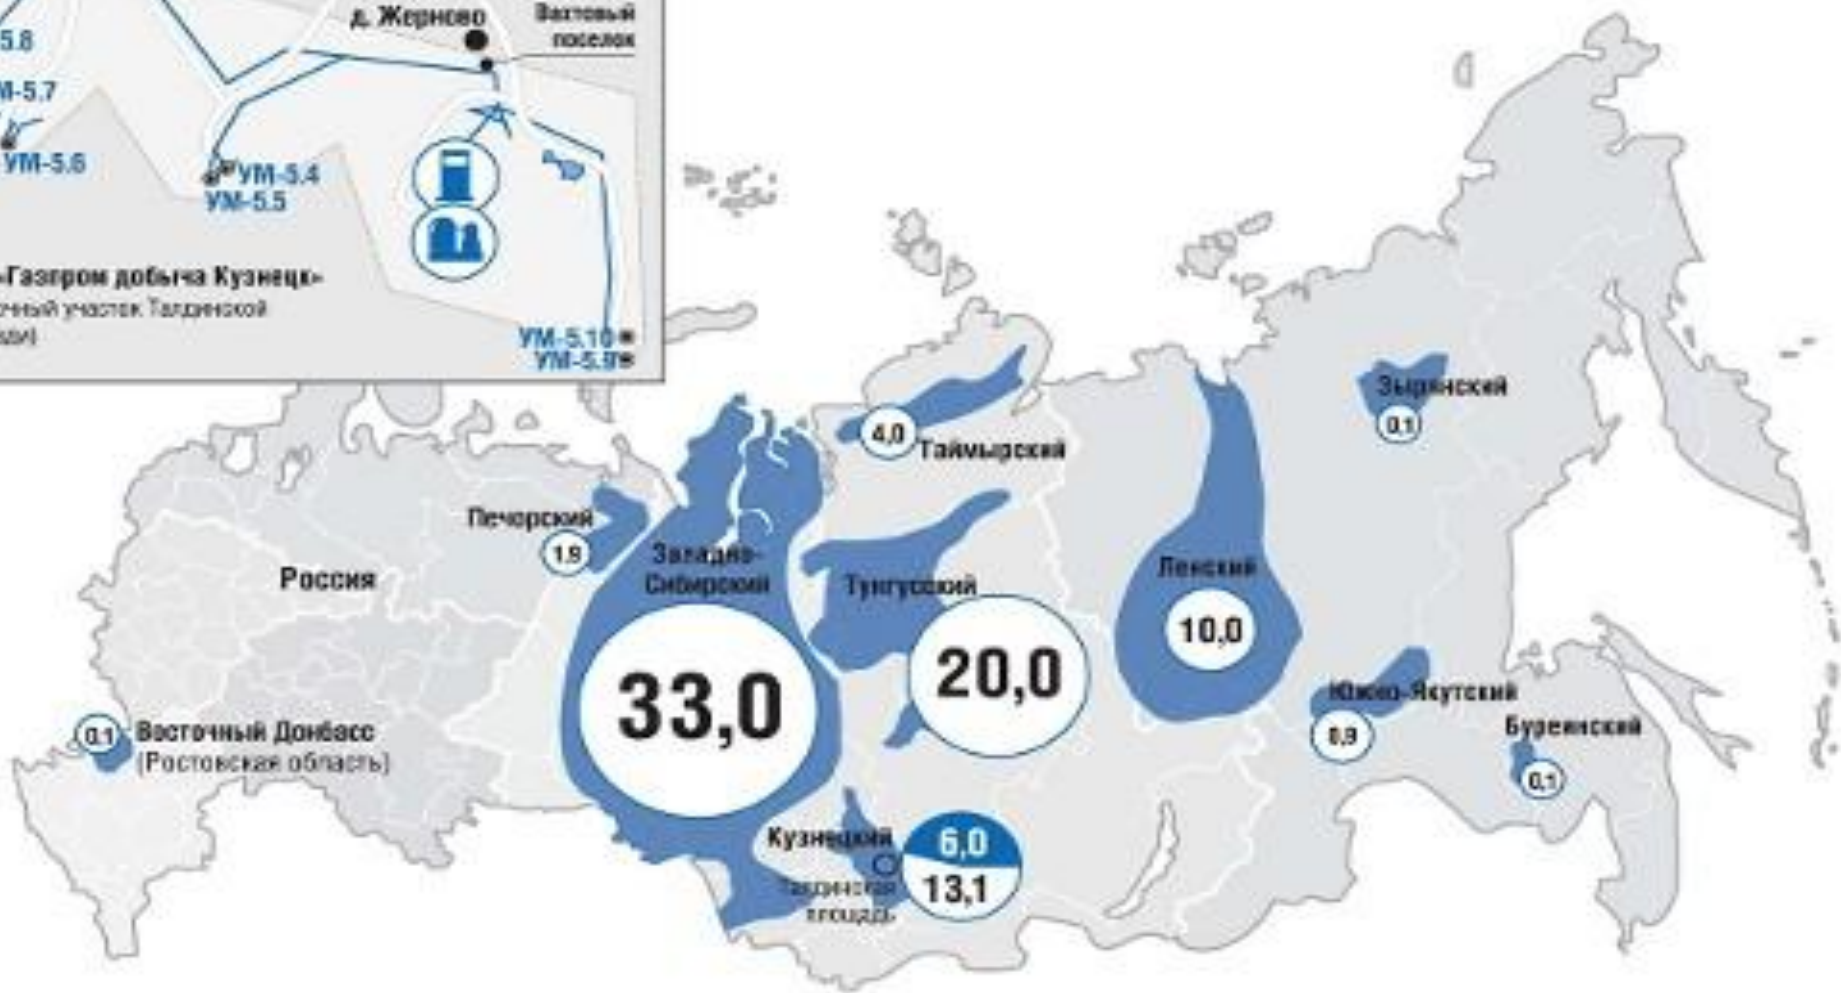 д. Жерново
Вахтовый
поселок
5.8
М-5.7
УМ-5.6
УМ-5.4
УМ-5.5
«Газпром добыча Кузнецк»
очный участок Талдинской
ди)
УМ-5.10
УМ-5.9
Зырянский
0,1
4,0
Таймырский
Печорский
1.9
Западно-
Сибирский
33,0
Россия
Тунгусский
20,0
Ленский
10,0
Южно-Якутский
0,9
Буреинский
0,1
0.1
Восточный Донбасс
(Ростовская область)
Кузнецкий
6,0
13,1
Талдинская
площадь